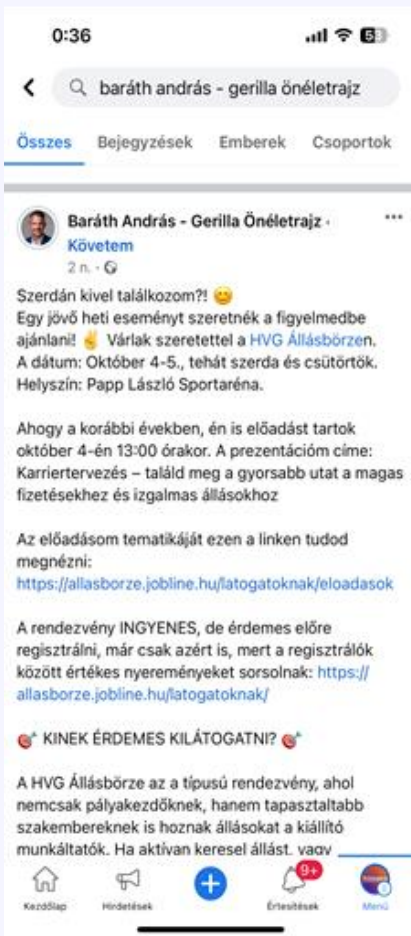 0:36
baráth andrás - gerilla önéletrajz
Összes Bejegyzések Emberek Csoportok
Baráth András - Gerilla Önéletrajz ·
Követem
2 n. ·
Szerdán kivel találkozom?! 😊
Egy jövő heti eseményt szeretnék a figyelmedbe
ajánlani! ✌️ Várlak szeretettel a HVG Állásbörzen.
A dátum: Október 4-5., tehát szerda és csütörtök.
Helyszín: Papp László Sportaréna.
Ahogy a korábbi években, én is előadást tartok
október 4-én 13:00 órakor. A prezentációm címe:
Karriertervezés – találd meg a gyorsabb utat a magas
fizetésekhez és izgalmas állásokhoz
Az előadásom tematikáját ezen a linken tudod
megnézni:
https://allasborze.jobline.hu/latogatoknak/eloadasok
A rendezvény INGYENES, de érdemes előre
regisztrálni, már csak azért is, mert a regisztrálók
között értékes nyereményeket sorsolnak: https://
allasborze.jobline.hu/latogatoknak/
🎯 KINEK ÉRDEMES KILÁTOGATNI? 🎯
A HVG Állásbörze az a típusú rendezvény, ahol
nemcsak pályakezdőknek, hanem tapasztaltabb
szakembereknek is hoznak állásokat a kiállító
munkáltatók. Ha aktívan keresel állást, vagy
9+
Kezdőlap Hirdetések Értesítések Menü